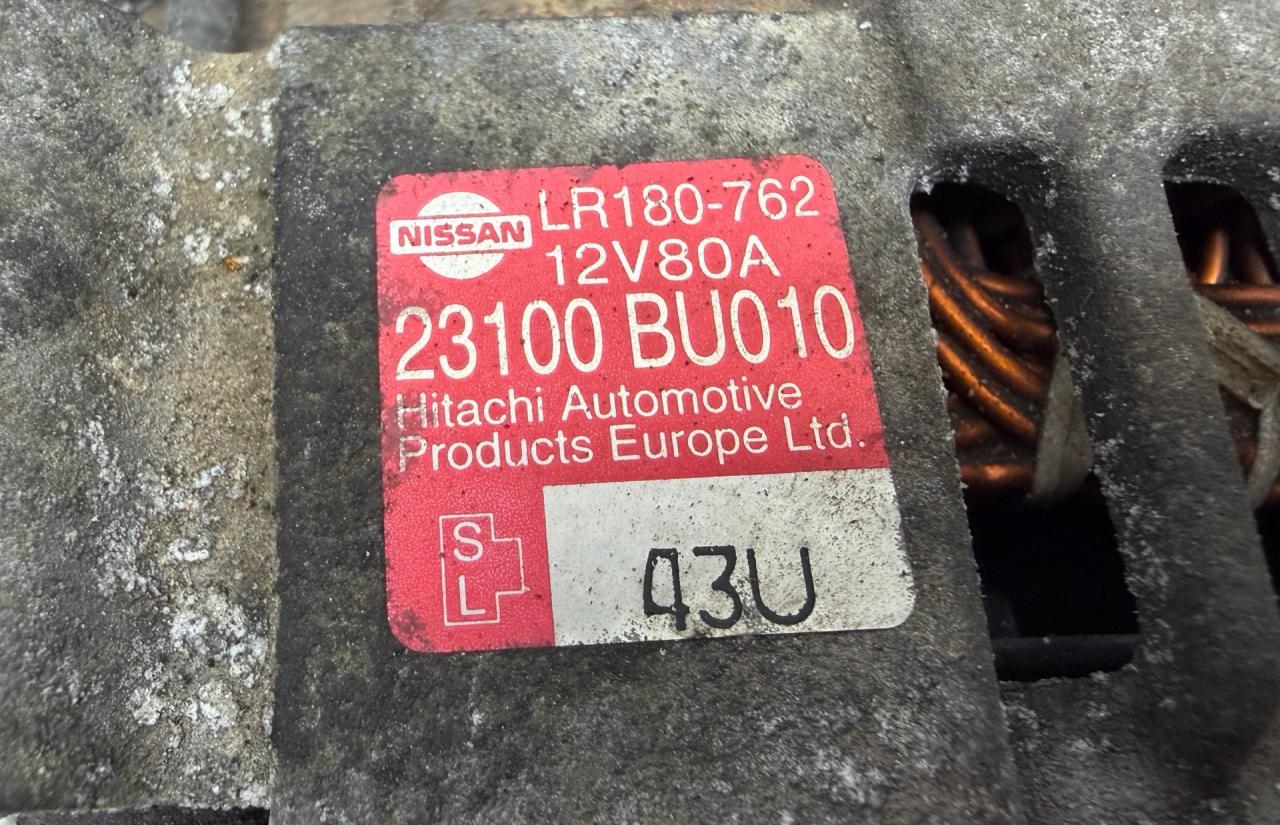 NISSAN
LR180-762
12V80A
23100 BU010
Hitachi Automotive
Products Europe Ltd.
S
L
43U